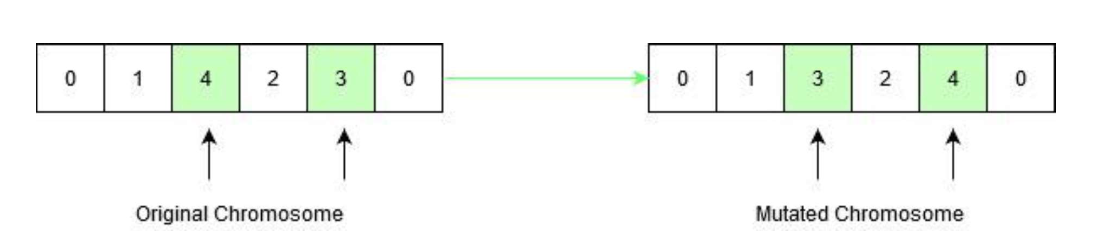 0 1 4 2 3 0
0 1 3 2 4 0
Original Chromosome
Mutated Chromosome